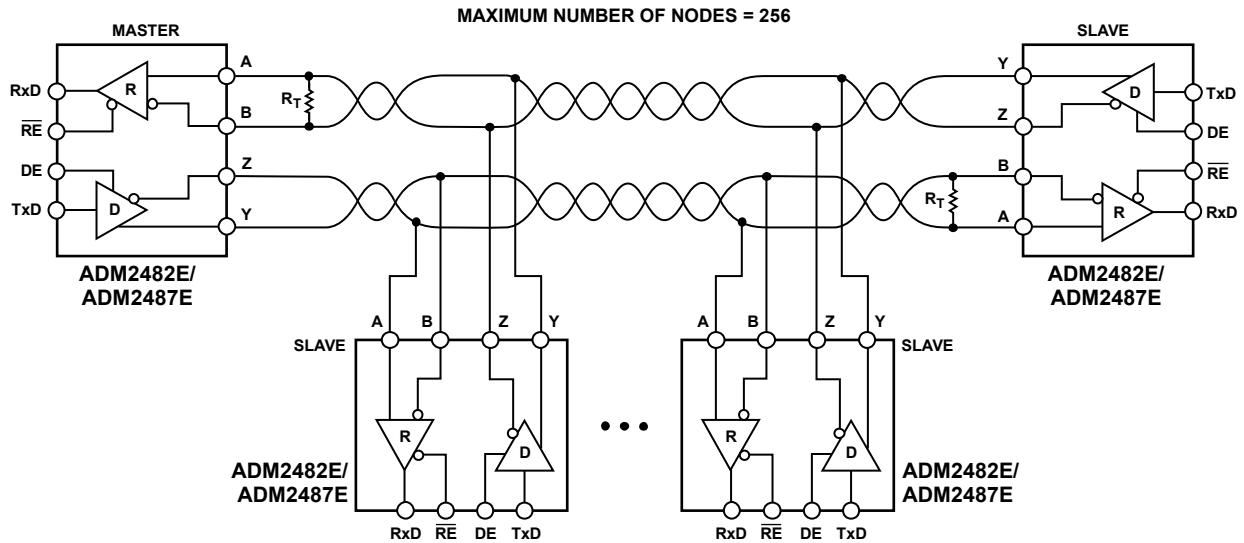 MAXIMUM NUMBER OF NODES = 256
MASTER
SLAVE
A
R
RxD
RT
B
RE
Z
DE
D
TxD
Y
ADM2482E/
ADM2487E
Y
D
TxD
Z
DE
B
RE
RT
A
R
RxD
ADM2482E/
ADM2487E
A B Z Y
SLAVE
R
D
ADM2482E/
ADM2487E
RxD RE DE TxD
A B Z Y
SLAVE
R
D
ADM2482E/
ADM2487E
RxD RE DE TxD